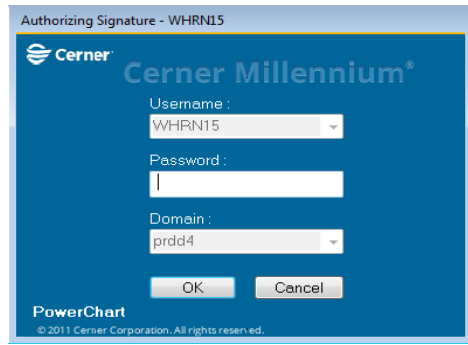 Authorizing Signature - WHRN15
Cerner
Cerner Millennium®
Username :
WHRN15
Password :
Domain :
prdd4
OK Cancel
PowerChart
© 2011 Cerner Corporation. All rights reserved.